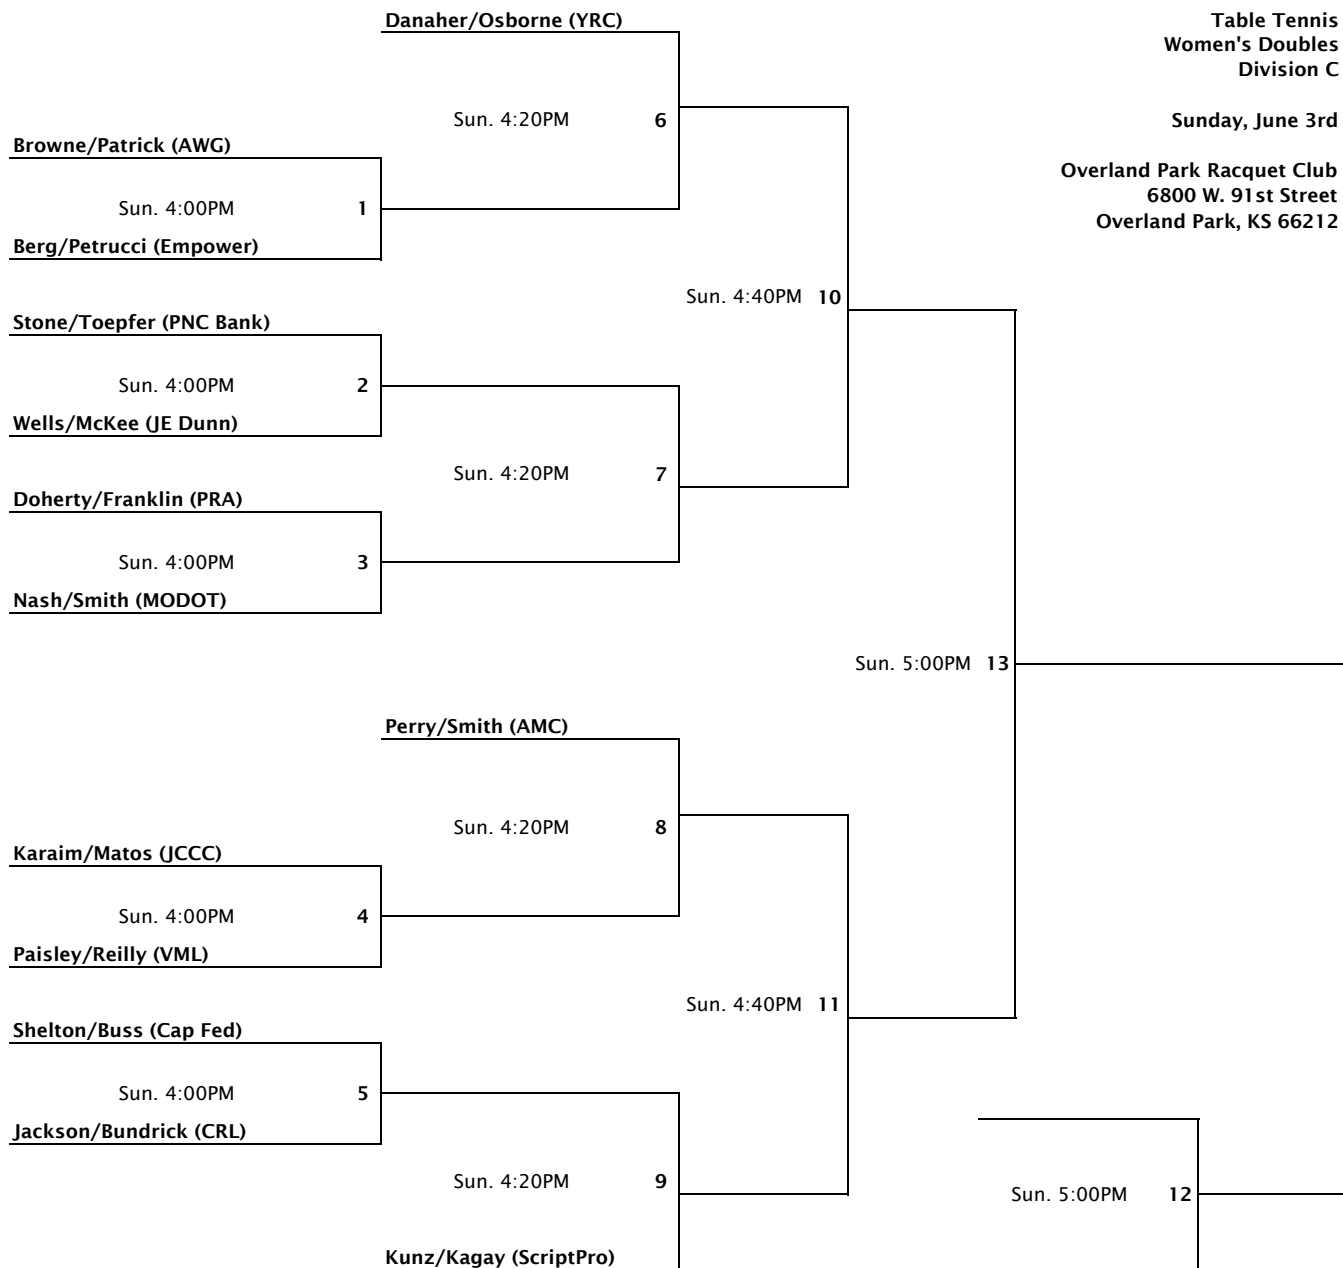 Danaher/Osborne (YRC)
Table Tennis
Women's Doubles
Division C
Sun. 4:20PM 6
Sunday, June 3rd
Browne/Patrick (AWG)
Overland Park Racquet Club
6800 W. 91st Street
Overland Park, KS 66212
Sun. 4:00PM 1
Berg/Petrucci (Empower)
Sun. 4:40PM 10
Stone/Toepfer (PNC Bank)
Sun. 4:00PM 2
Wells/McKee (JE Dunn)
Sun. 4:20PM 7
Doherty/Franklin (PRA)
Sun. 4:00PM 3
Nash/Smith (MODOT)
Sun. 5:00PM 13
Perry/Smith (AMC)
Sun. 4:20PM 8
Karaim/Matos (JCCC)
Sun. 4:00PM 4
Paisley/Reilly (VML)
Sun. 4:40PM 11
Shelton/Buss (Cap Fed)
Sun. 4:00PM 5
Jackson/Bundrick (CRL)
Sun. 4:20PM 9
Sun. 5:00PM 12
Kunz/Kagay (ScriptPro)